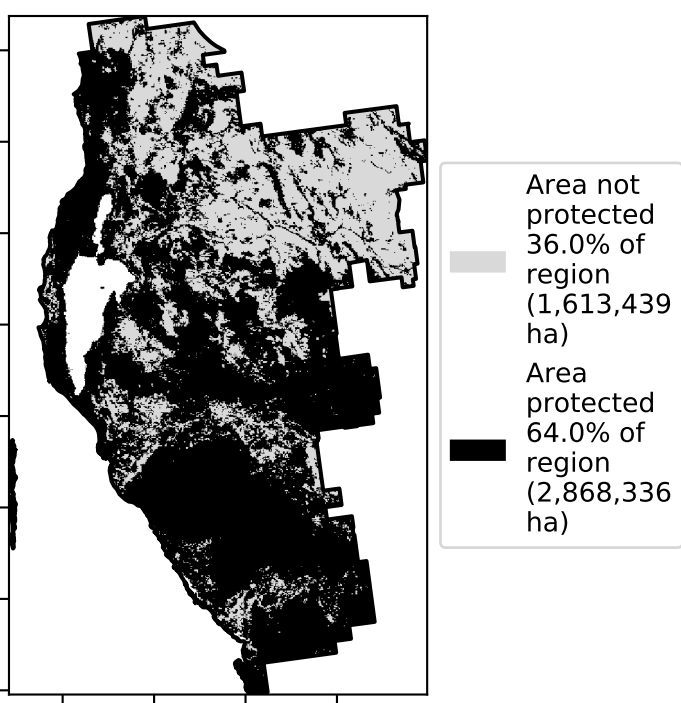 Area not
protected
36.0% of
region
(1,613,439
ha)
Area
protected
64.0% of
region
(2,868,336
ha)